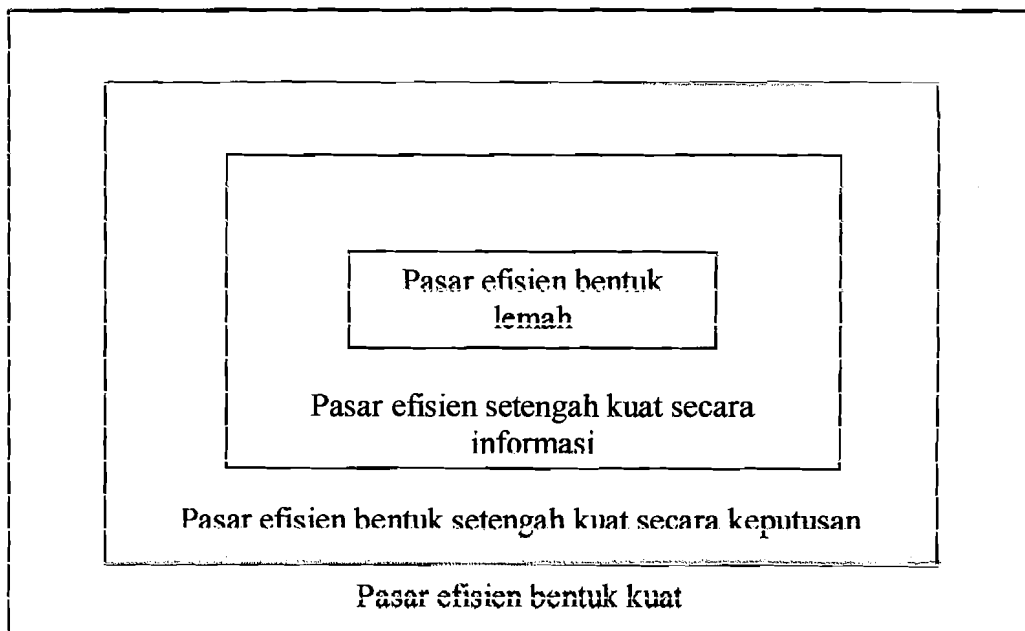 Pasar efisien bentuk
lemah
Pasar efisien setengah kuat secara
informasi
Pasar efisien bentuk setengah kuat secara keputusan
Pasar efisien bentuk kuat